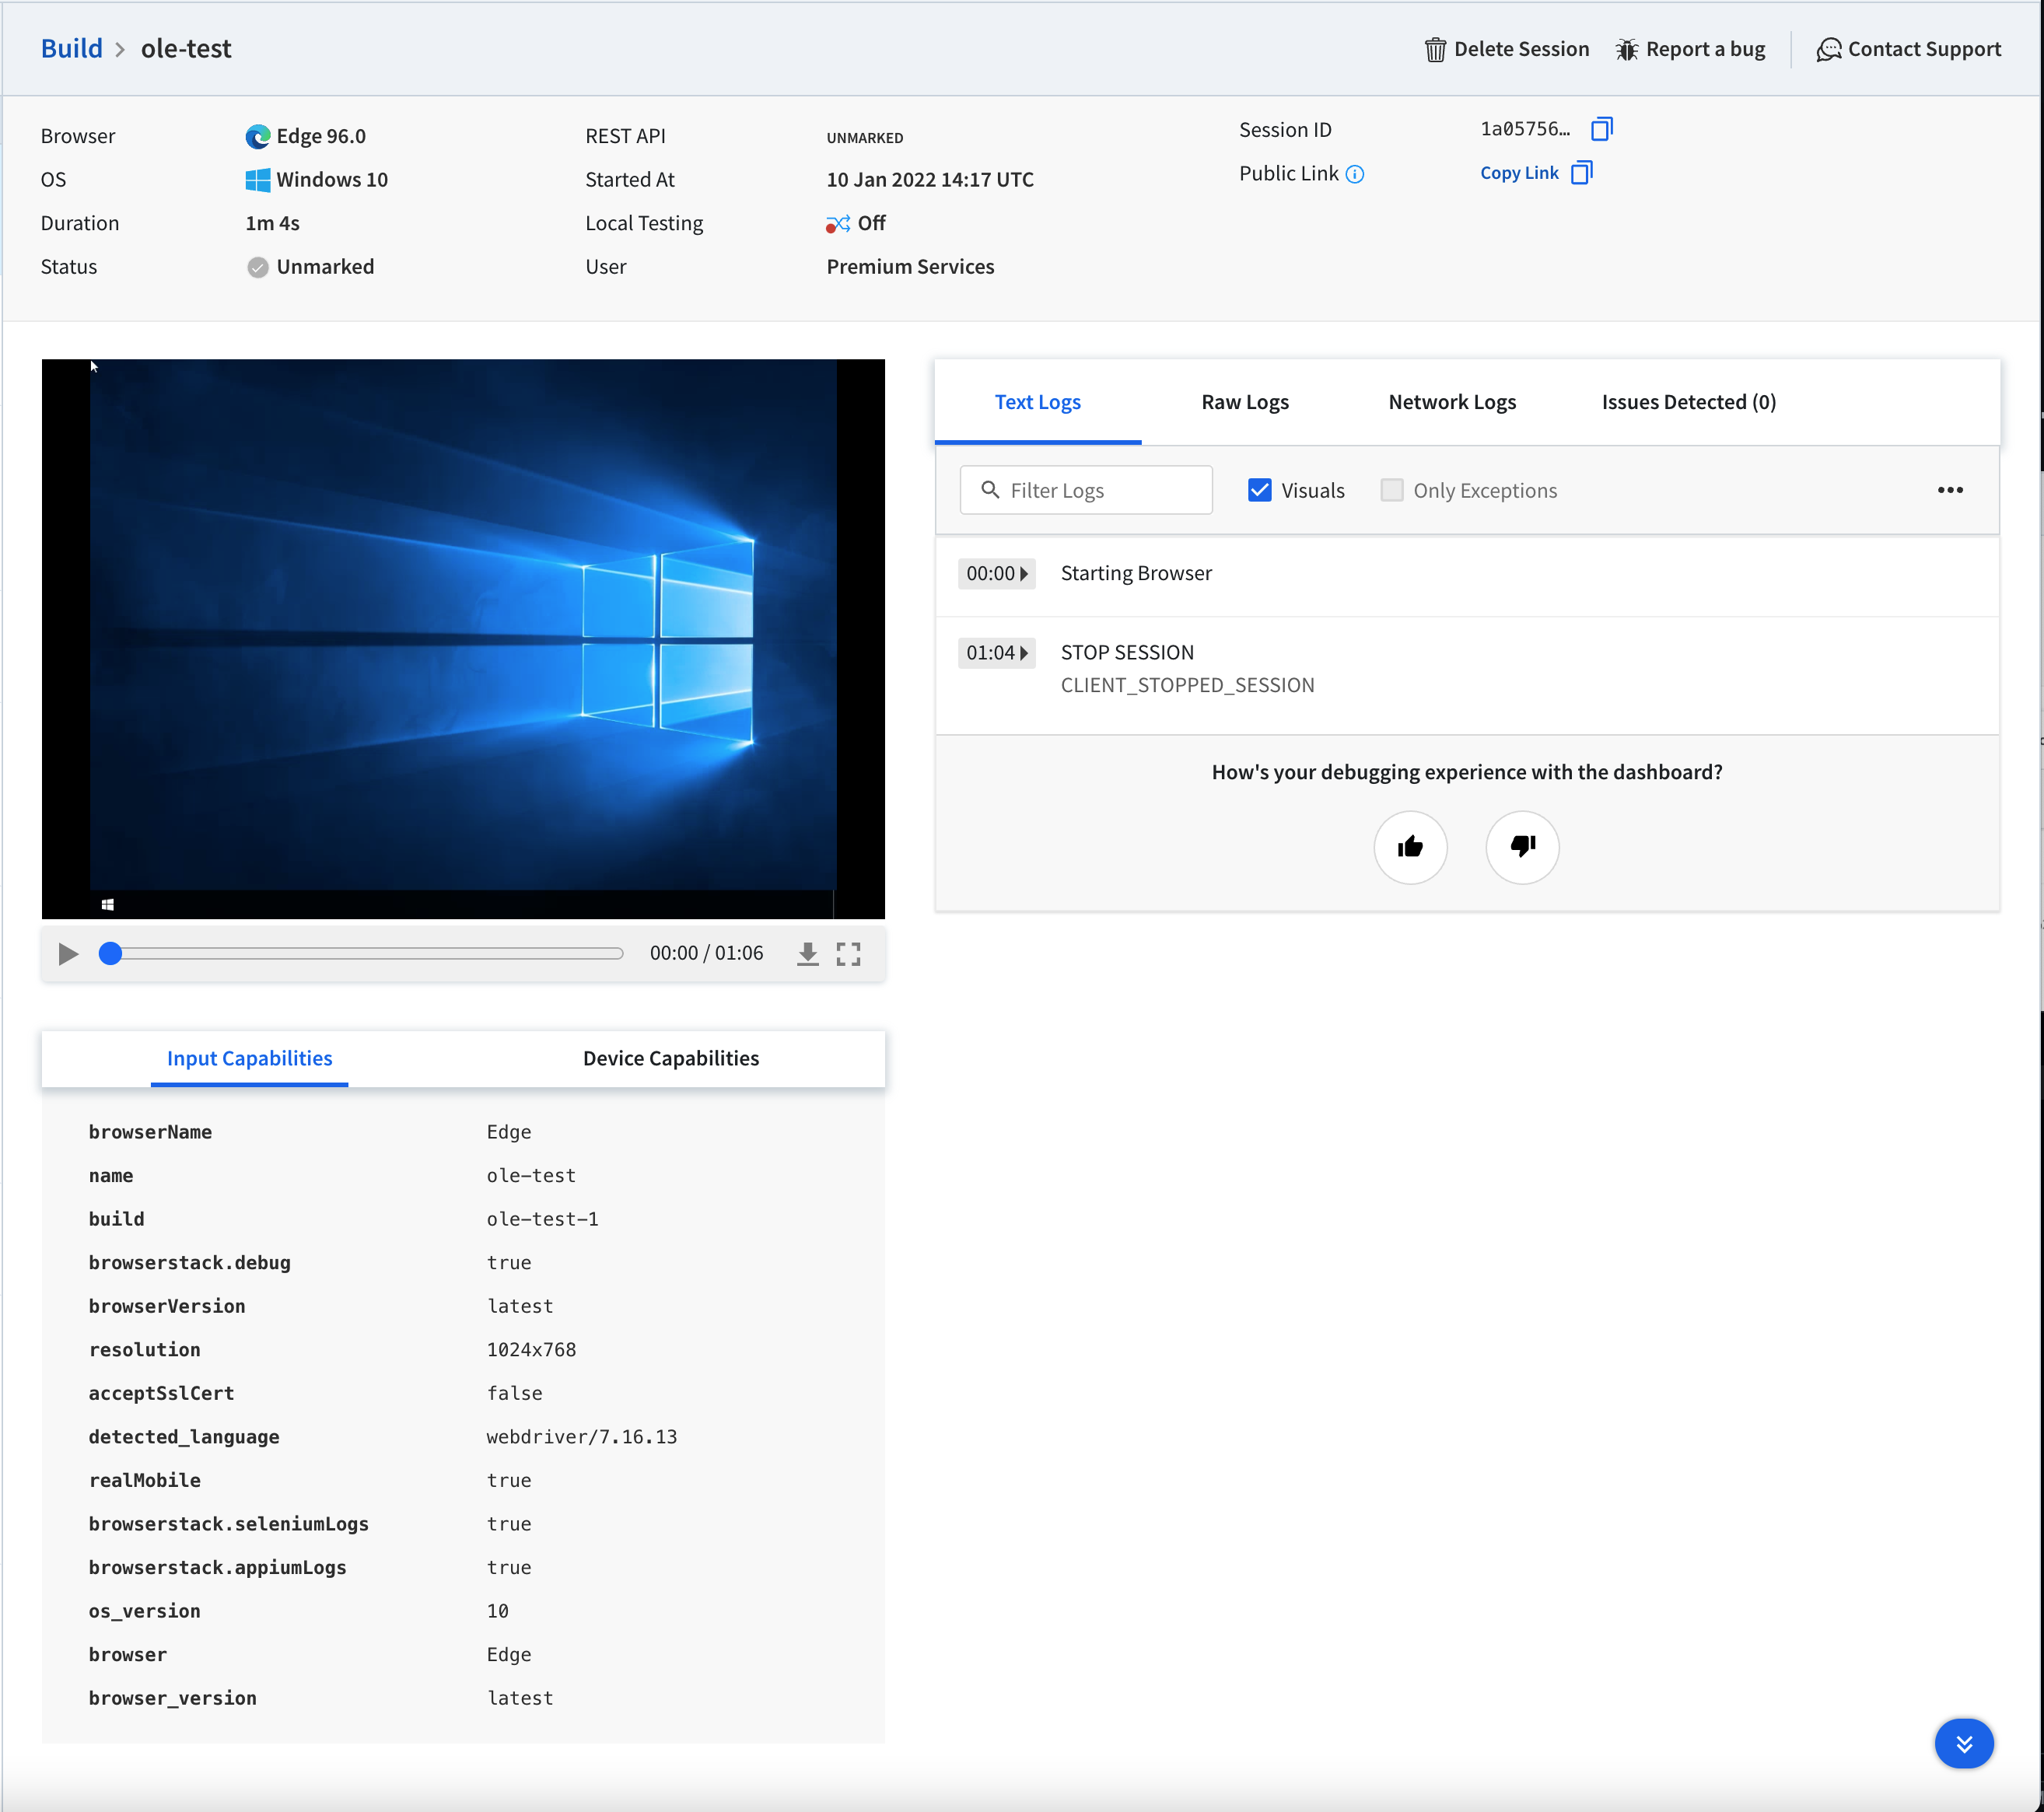 Build > ole-test
Delete Session
Report a bug
Contact Support
Browser
Edge 96.0
OS
Windows 10
Duration
1m 4s
Status
Unmarked
REST API
UNMARKED
Started At
10 Jan 2022 14:17 UTC
Local Testing
Off
User
Premium Services
Session ID
1a05756...
Public Link
Copy Link
Text Logs
Raw Logs
Network Logs
Issues Detected (0)
Filter Logs
Visuals
Only Exceptions
00:00 Starting Browser
01:04 STOP SESSION
CLIENT_STOPPED_SESSION
How's your debugging experience with the dashboard?
00:00 / 01:06
Input Capabilities
Device Capabilities
browserName Edge
name ole-test
build ole-test-1
browserstack.debug true
browserVersion latest
resolution 1024x768
acceptSslCert false
detected_language webdriver/7.16.13
realMobile true
browserstack.seleniumLogs true
browserstack.appiumLogs true
os_version 10
browser Edge
browser_version latest